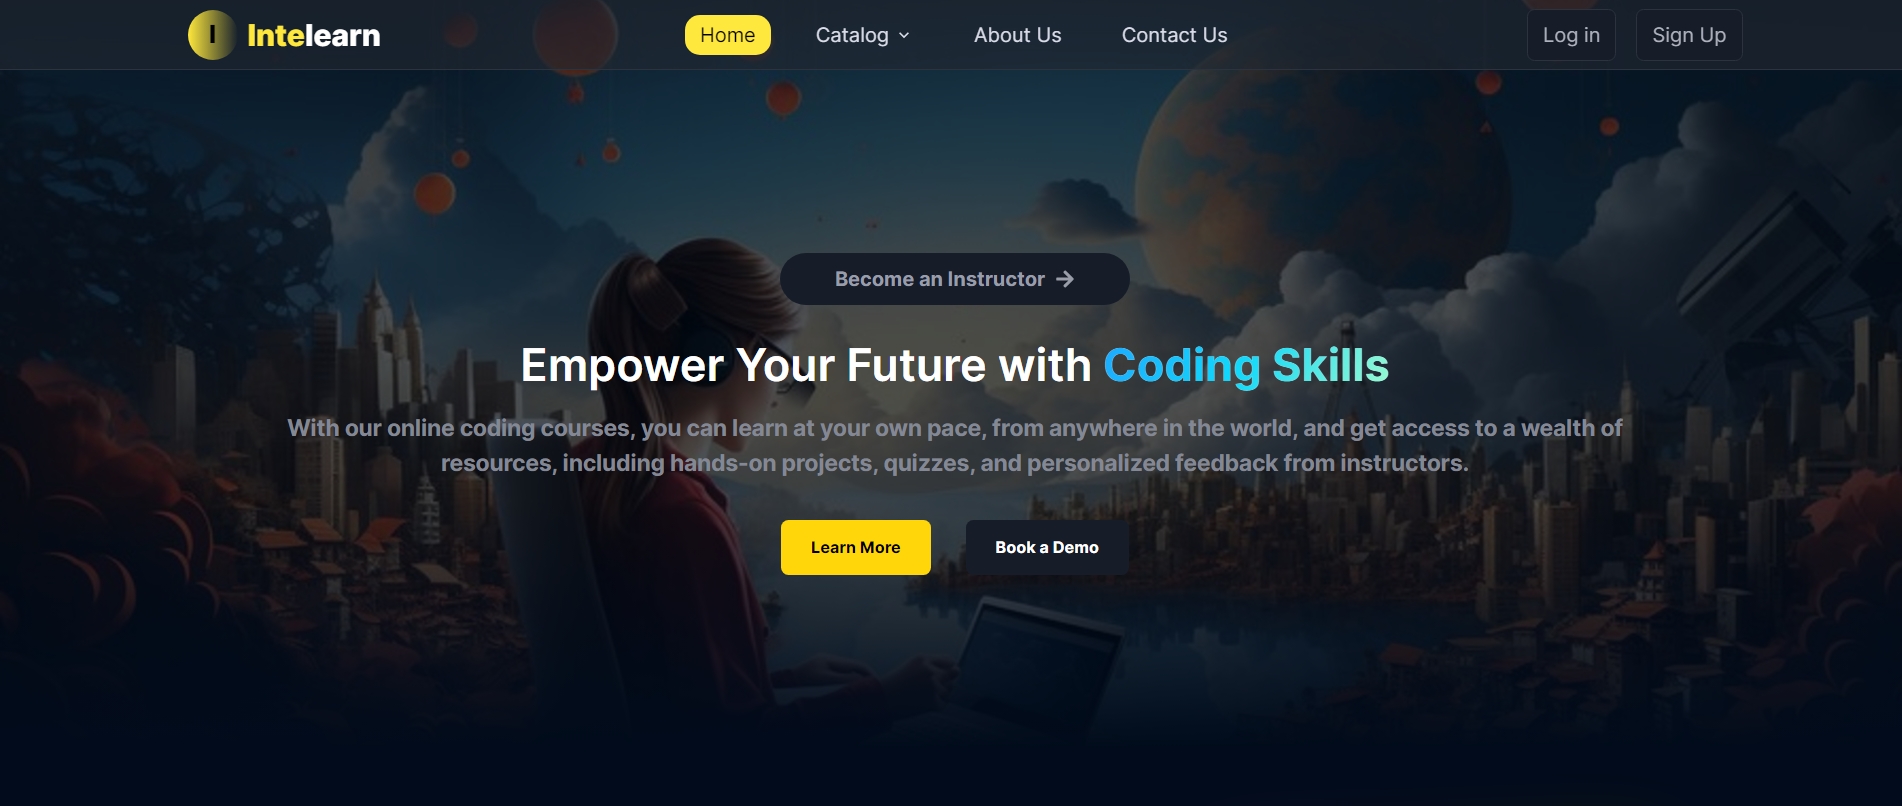 I Intelearn Home Catalog About Us Contact Us Log in Sign Up
Become an Instructor →
Empower Your Future with Coding Skills
With our online coding courses, you can learn at your own pace, from anywhere in the world, and get access to a wealth of
resources, including hands-on projects, quizzes, and personalized feedback from instructors.
Learn More Book a Demo